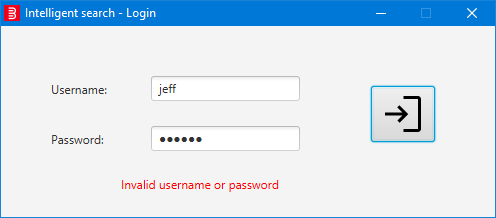 Intelligent search - Login
Username: jeff
Password: ••••••
Invalid username or password